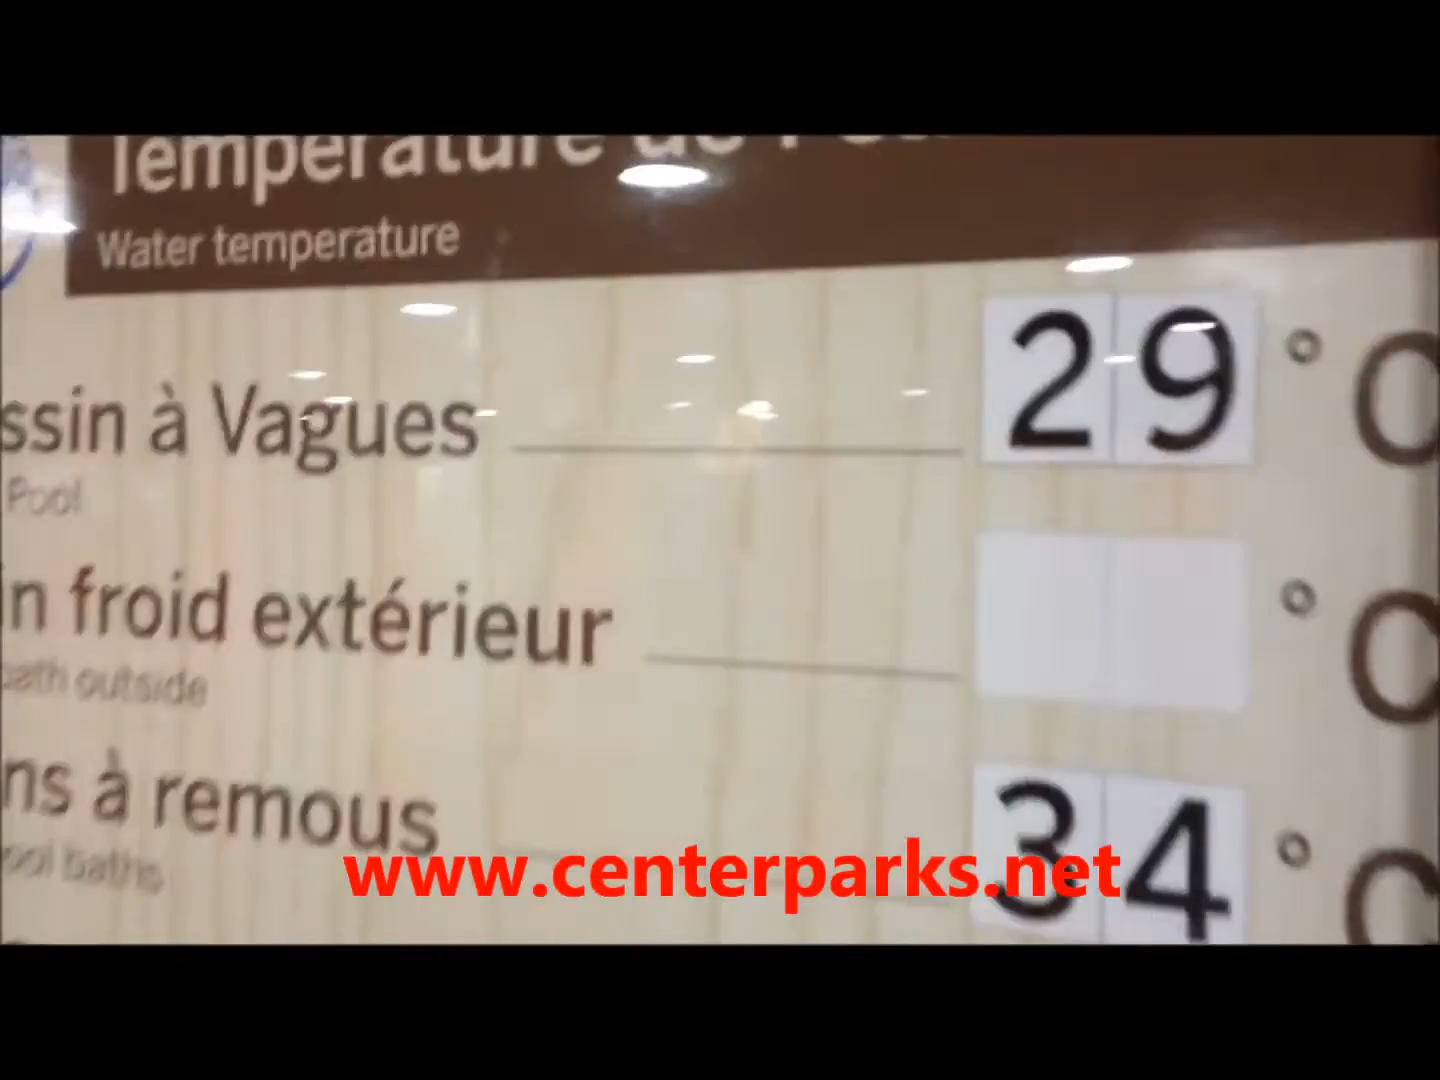 Température de l'eau
Water temperature
ssin à Vagues 29 °C
Pool
in froid extérieur °C
bath outside
ns à remous 34 °C
ool baths
www.centerparks.net